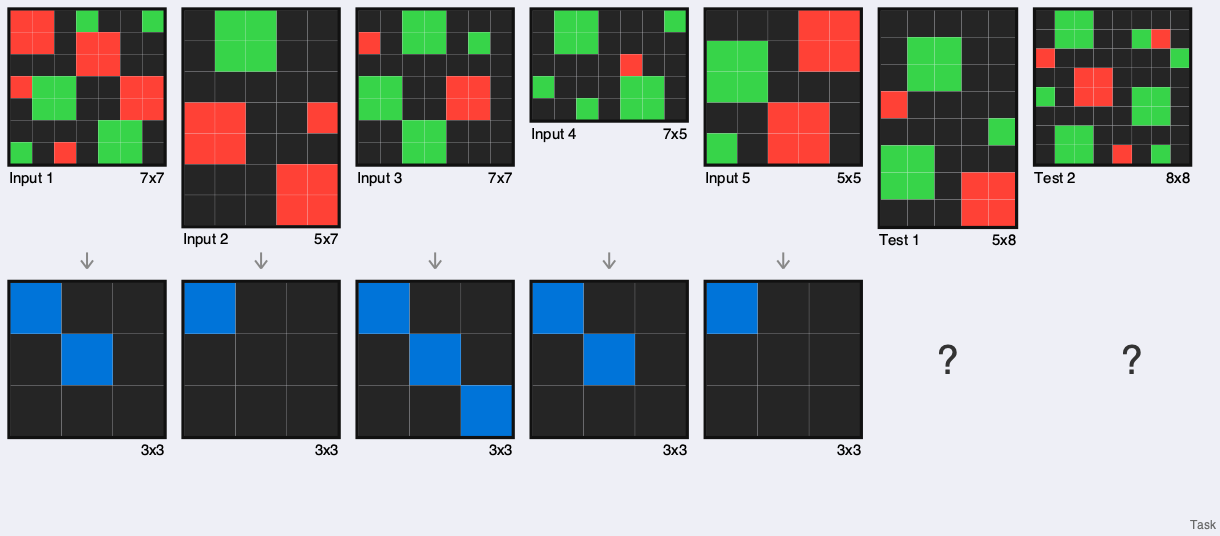 Input 1 7x7
Input 2 5x7
Input 3 7x7
Input 4 7x5
Input 5 5x5
Test 1 5x8
Test 2 8x8
3x3
3x3
3x3
3x3
3x3
?
?
Task